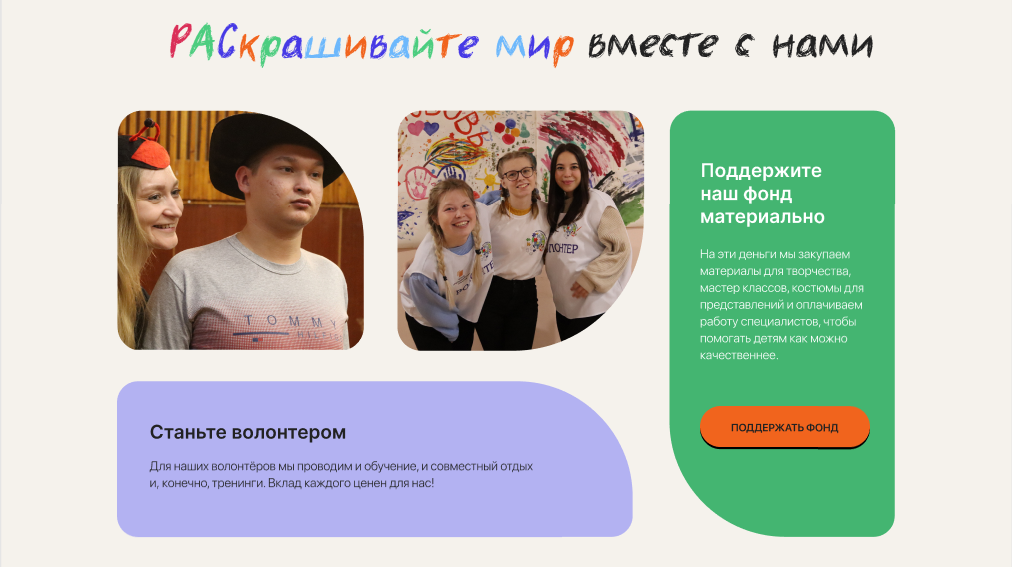 РАСкрашивайте мир вместе с нами
TOMMY
ВОЛОНТЕР
Поддержите
наш фонд
материально
На эти деньги мы закупаем
материалы для творчества,
мастер классов, костюмы для
представлений и оплачиваем
работу специалистов, чтобы
помогать детям как можно
качественнее.
ПОДДЕРЖАТЬ ФОНД
Станьте волонтером
Для наших волонтёров мы проводим и обучение, и совместный отдых
и, конечно, тренинги. Вклад каждого ценен для нас!